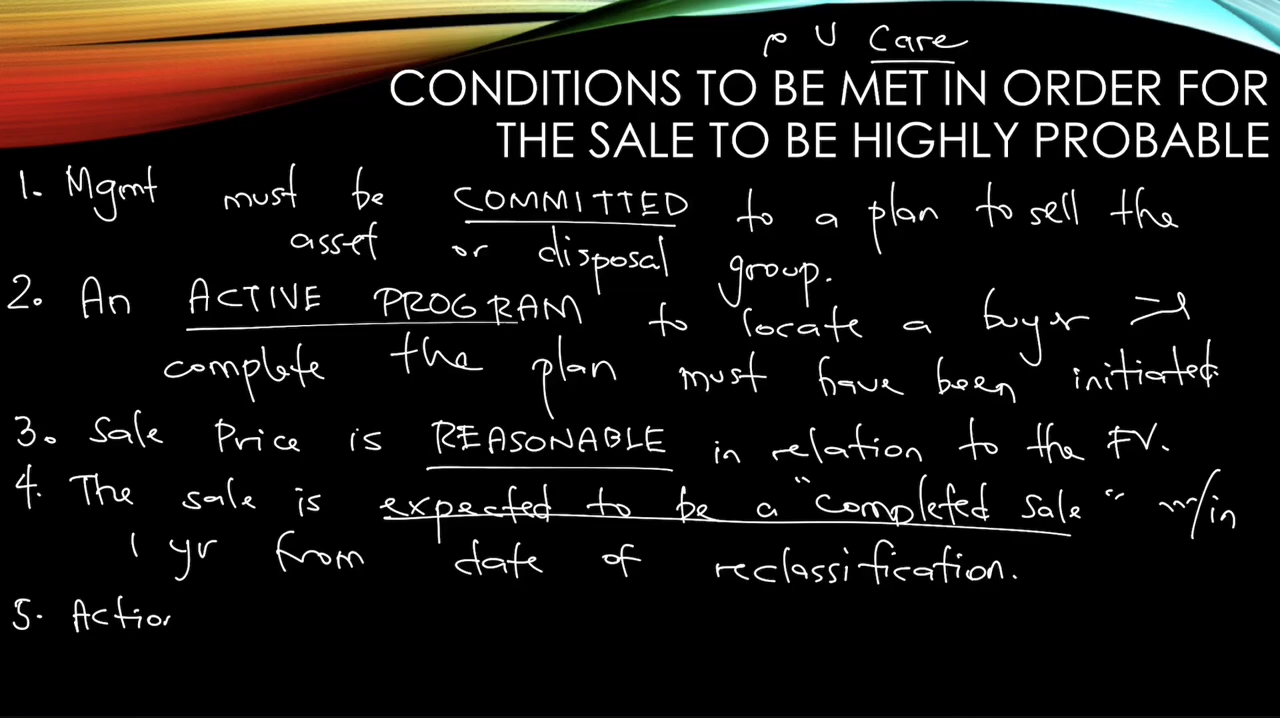 p U Care
CONDITIONS TO BE MET IN ORDER FOR
THE SALE TO BE HIGHLY PROBABLE
1. Mgmt must be COMMITTED to a plan to sell the
asset or disposal group.
2. An ACTIVE PROGRAM to locate a buyer
complete the plan must have been initiated.
3. Sale Price is REASONABLE in relation to the FV.
4. The sale is expected to be a "completed sale" w/in
1 yr from date of reclassification.
5. Action